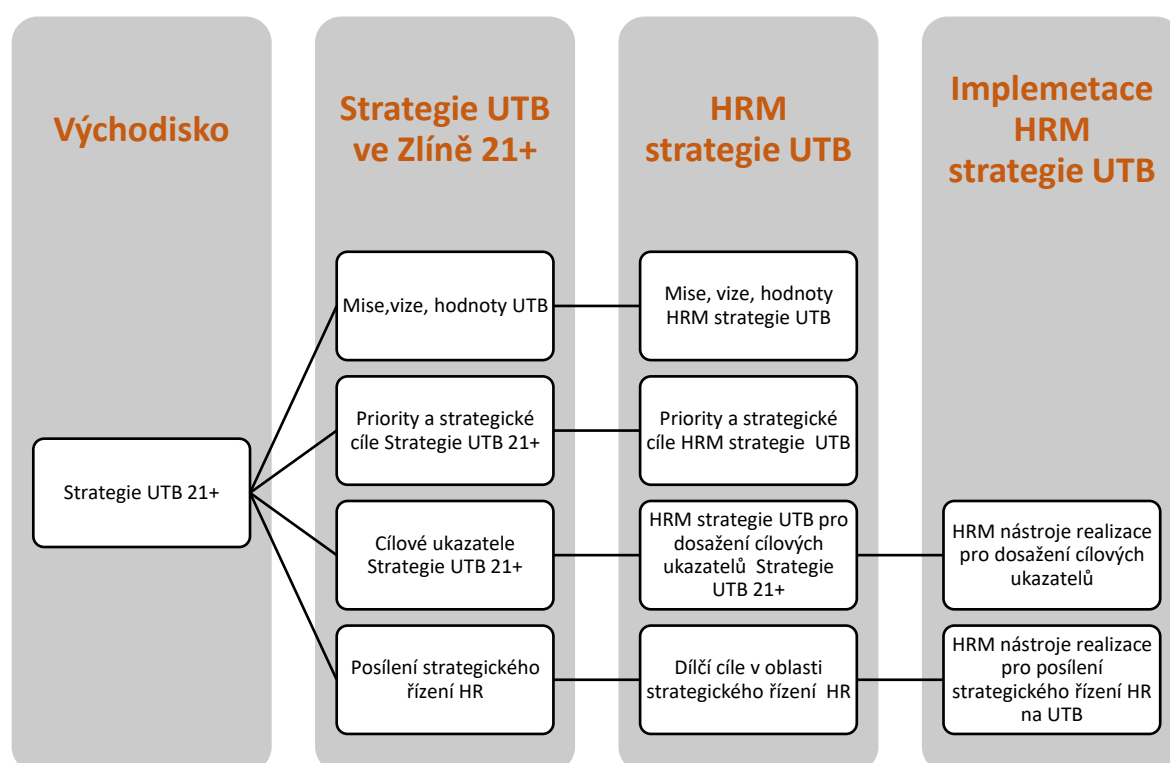 Východisko
Strategie UTB
ve Zlíně 21+
HRM
strategie UTB
Implemetace
HRM
strategie UTB
Strategie UTB 21+
Mise,vize, hodnoty UTB
Mise, vize, hodnoty
HRM strategie UTB
Priority a strategické
cíle Strategie UTB 21+
Priority a strategické
cíle HRM strategie  UTB
Cílové ukazatele
Strategie UTB 21+
HRM strategie UTB pro
dosažení cílových
ukazatelů  Strategie
UTB 21+
HRM nástroje realizace
pro dosažení cílových
ukazatelů
Posílení strategického
řízení HR
Dílčí cíle v oblasti
strategického řízení  HR
HRM nástroje realizace
pro posílení
strategického řízení HR
na UTB